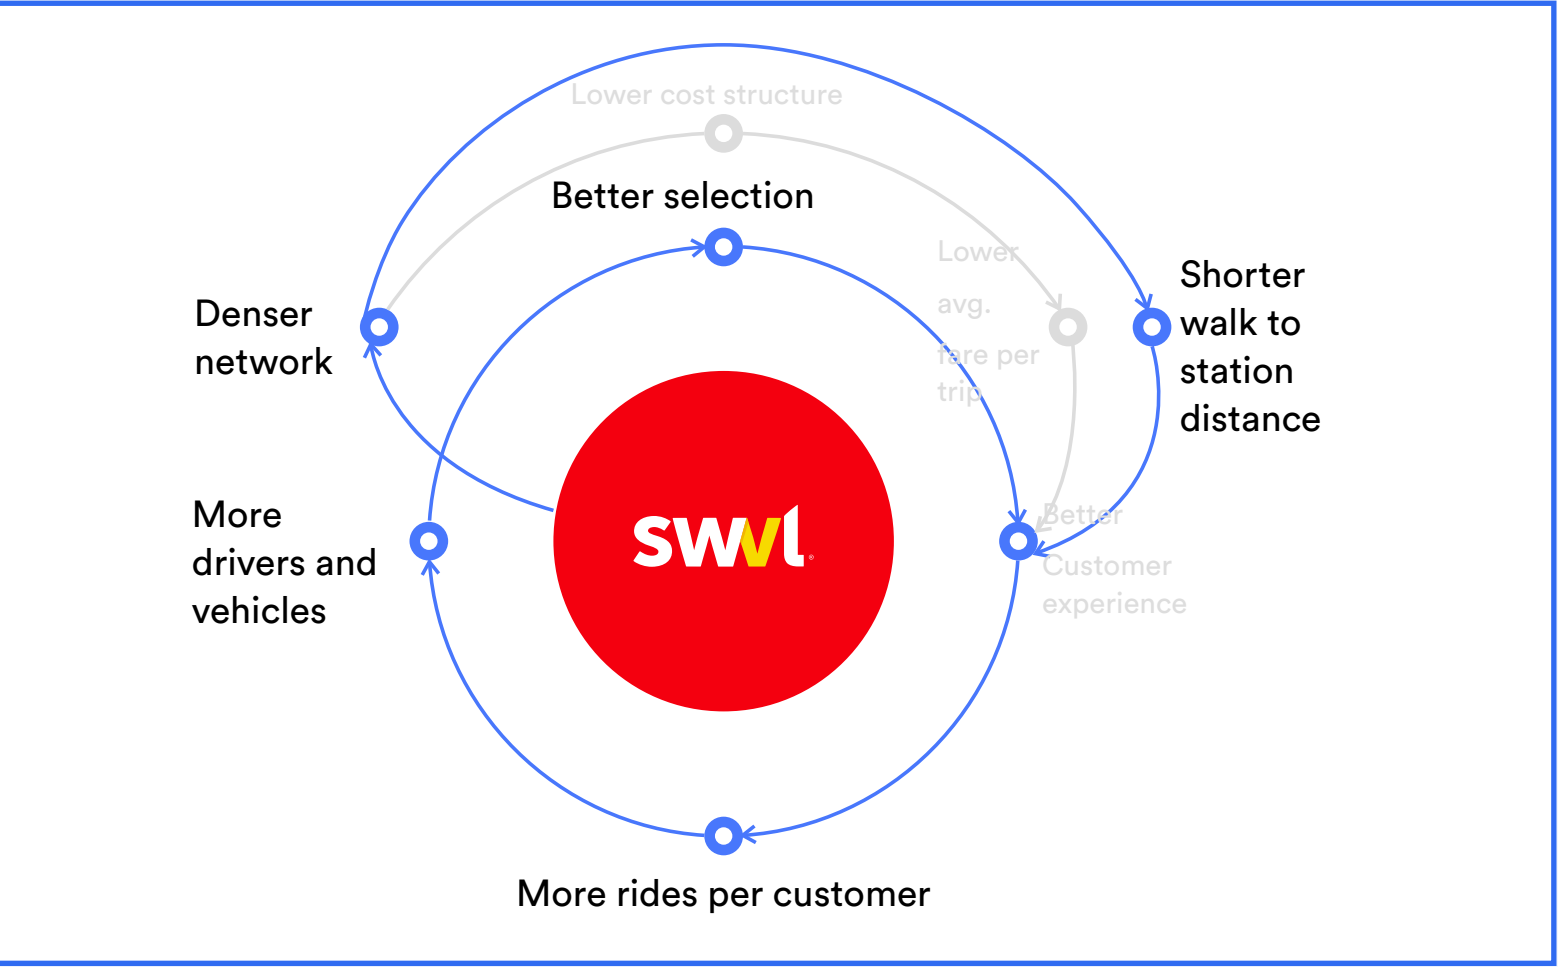 Lower cost structure
Better selection
Lower
avg.
fare per
trip
Shorter
walk to
station
distance
Denser
network
More
drivers and
vehicles
swvl
Better
Customer
experience
More rides per customer